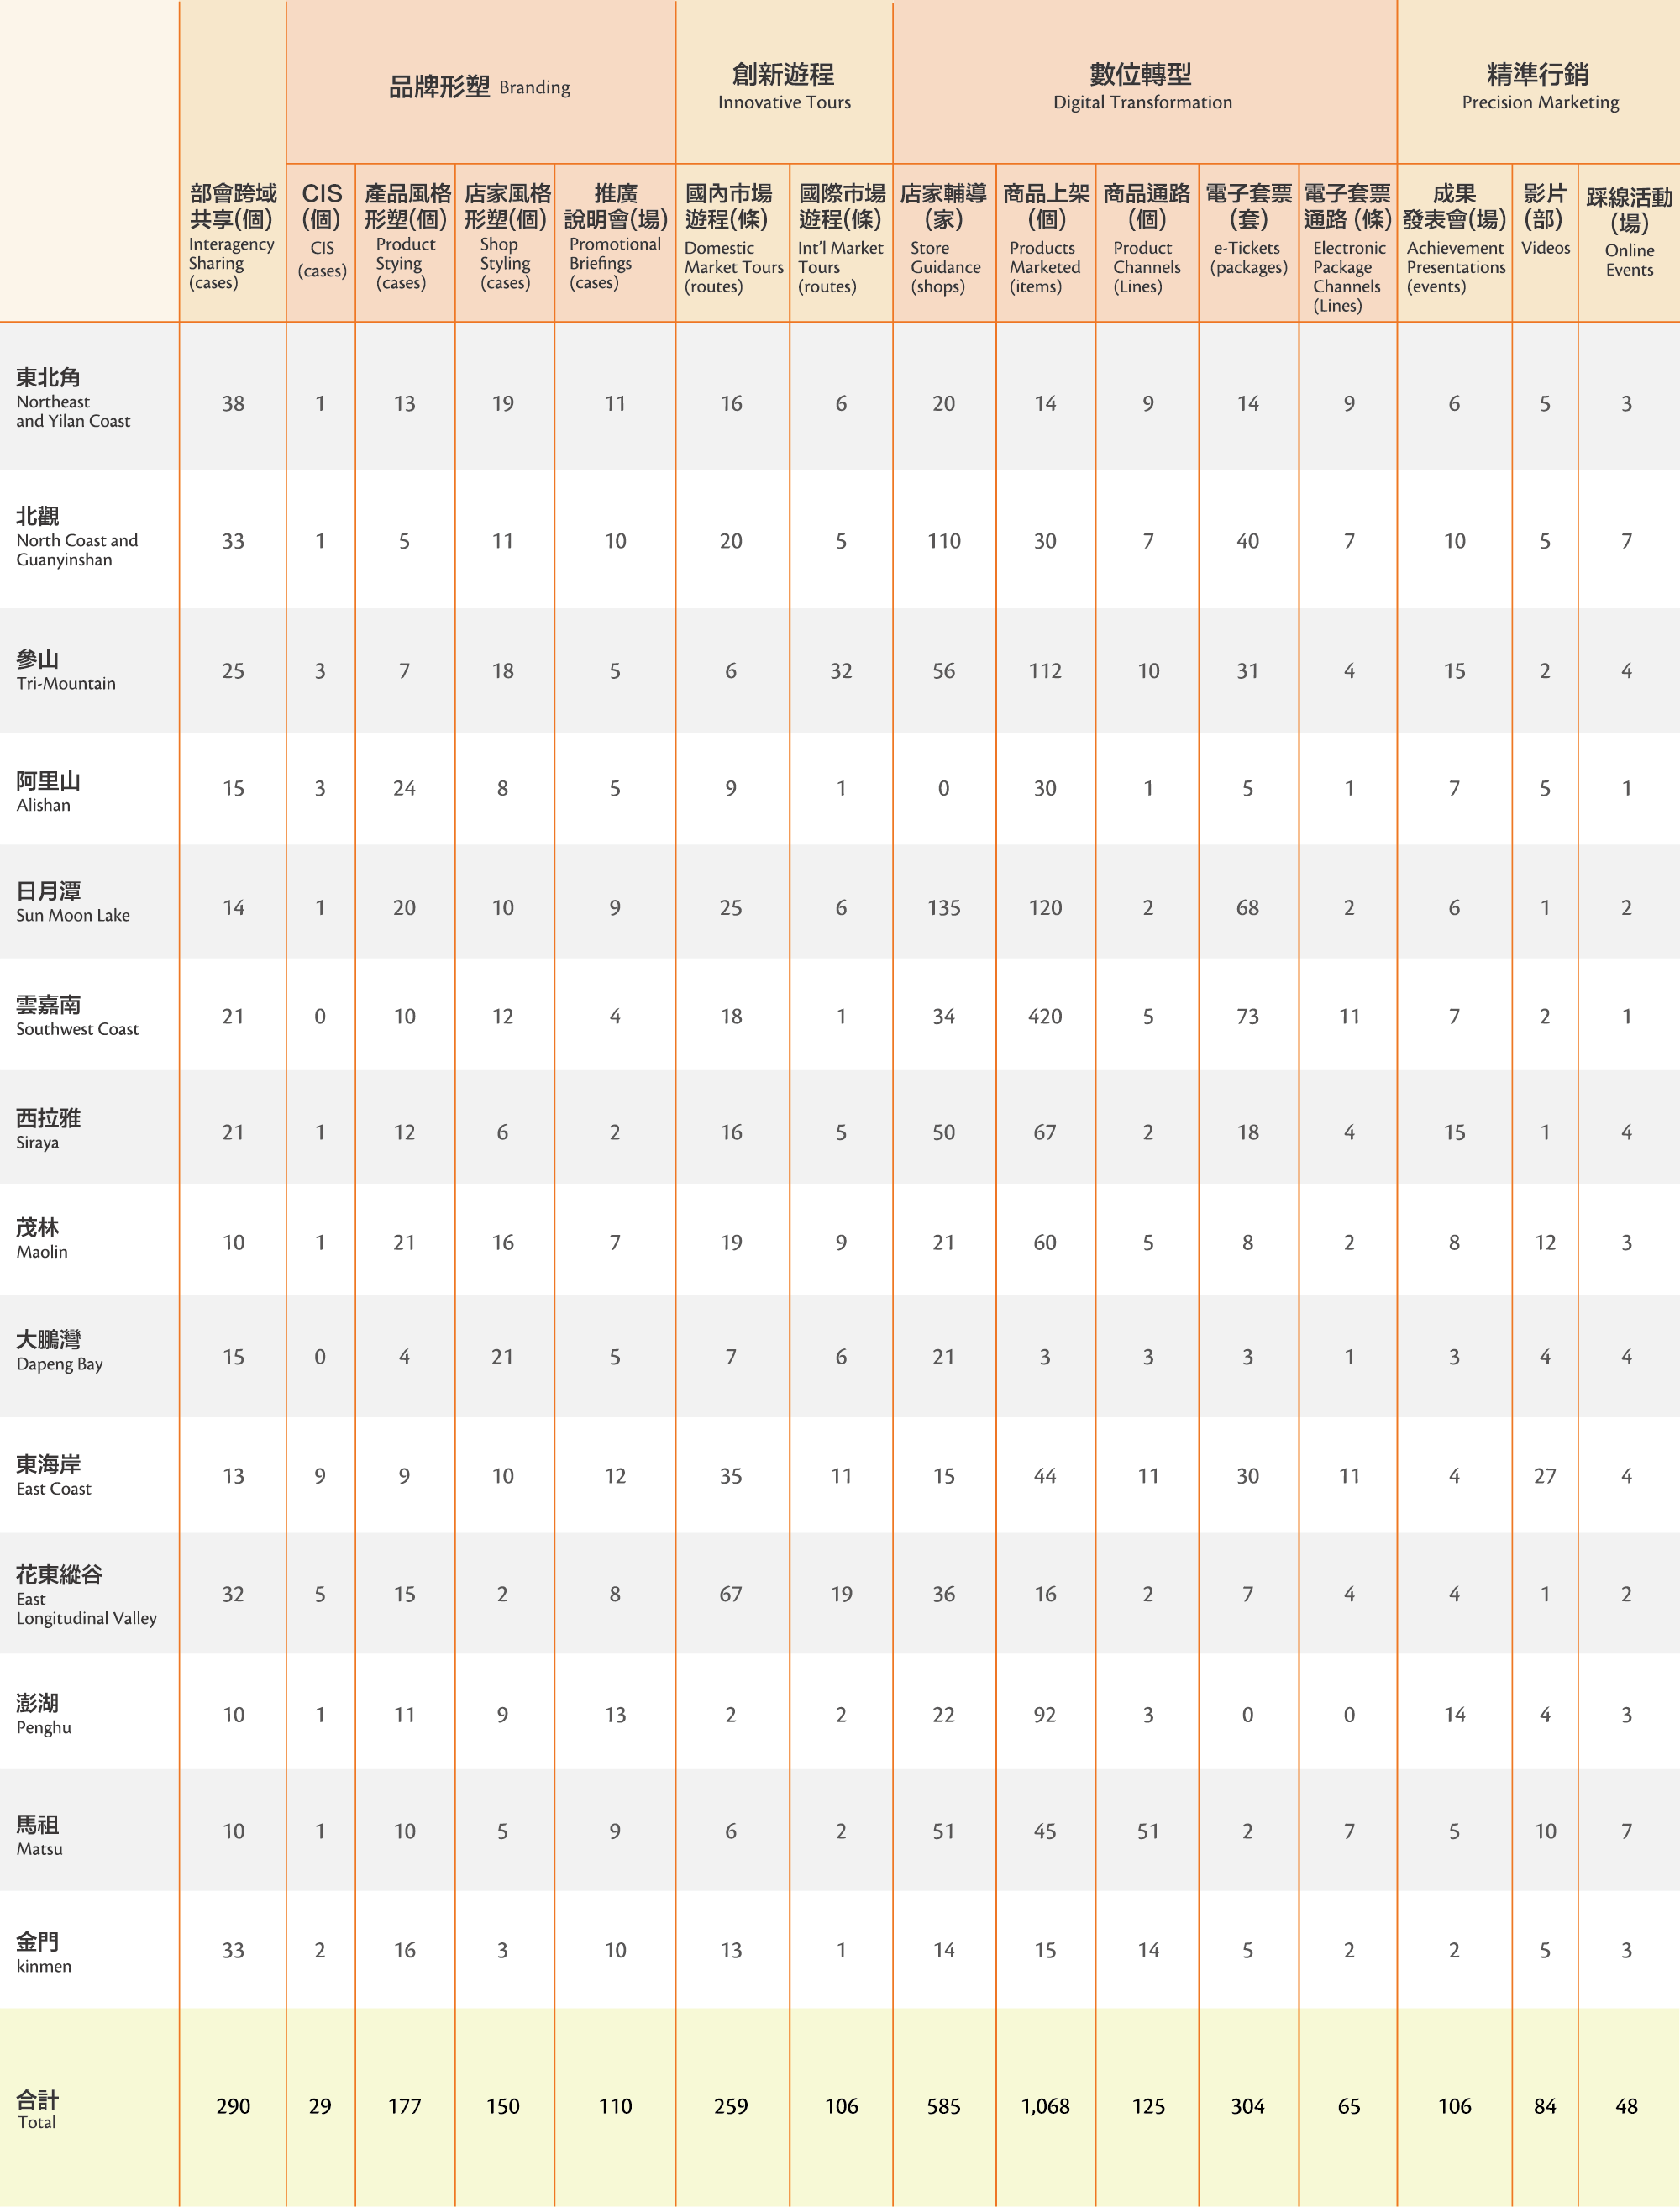 品牌形塑 Branding
創新遊程
Innovative Tours
數位轉型
Digital Transformation
精準行銷
Precision Marketing
部會跨域
共享(個)
Interagency
Sharing
(cases)
CIS
(個)
CIS
(cases)
產品風格
形塑(個)
Product
Stying
(cases)
店家風格
形塑(個)
Shop
Styling
(cases)
推廣
說明會(場)
Promotional
Briefings
(cases)
國內市場
遊程(條)
Domestic
Market Tours
(routes)
國際市場
遊程(條)
Int'l Market
Tours
(routes)
店家輔導
(家)
Store
Guidance
(shops)
商品上架
(個)
Products
Marketed
(items)
商品通路
(個)
Product
Channels
(Lines)
電子套票
(套)
e-Tickets
(packages)
電子套票
通路 (條)
Electronic
Package
Channels
(Lines)
成果
發表會(場)
Achievement
Presentations
(events)
影片
(部)
Videos
踩線活動
(場)
Online
Events
東北角
Northeast
and Yilan Coast
38 1 13 19 11 16 6 20 14 9 14 9 6 5 3
北觀
North Coast and
Guanyinshan
33 1 5 11 10 20 5 110 30 7 40 7 10 5 7
參山
Tri-Mountain
25 3 7 18 5 6 32 56 112 10 31 4 15 2 4
阿里山
Alishan
15 3 24 8 5 9 1 0 30 1 5 1 7 5 1
日月潭
Sun Moon Lake
14 1 20 10 9 25 6 135 120 2 68 2 6 1 2
雲嘉南
Southwest Coast
21 0 10 12 4 18 1 34 420 5 73 11 7 2 1
西拉雅
Siraya
21 1 12 6 2 16 5 50 67 2 18 4 15 1 4
茂林
Maolin
10 1 21 16 7 19 9 21 60 5 8 2 8 12 3
大鵬灣
Dapeng Bay
15 0 4 21 5 7 6 21 3 3 3 1 3 4 4
東海岸
East Coast
13 9 9 10 12 35 11 15 44 11 30 11 4 27 4
花東縱谷
East
Longitudinal Valley
32 5 15 2 8 67 19 36 16 2 7 4 4 1 2
澎湖
Penghu
10 1 11 9 13 2 2 22 92 3 0 0 14 4 3
馬祖
Matsu
10 1 10 5 9 6 2 51 45 51 2 7 5 10 7
金門
kinmen
33 2 16 3 10 13 1 14 15 14 5 2 2 5 3
合計
Total
290 29 177 150 110 259 106 585 1,068 125 304 65 106 84 48